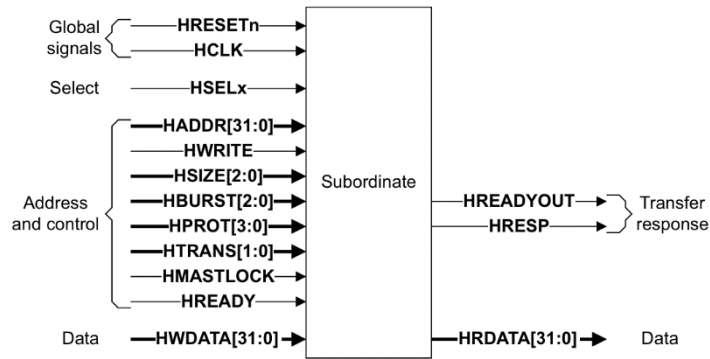 Global
signals
HRESETn
HCLK
Select
HSELx
Address
and control
HADDR[31:0]
HWRITE
HSIZE[2:0]
HBURST[2:0]
HPROT[3:0]
HTRANS[1:0]
HMASTLOCK
HREADY
Data
HWDATA[31:0]
Subordinate
HREADYOUT
HRESP
Transfer
response
HRDATA[31:0]
Data